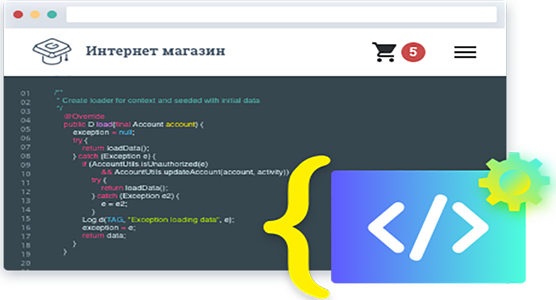 Интернет магазин
5
01 /**
02 * Create loader for context and seeded with initial data
03 */
04 @Override
05 public D load(final Account account) {
06 exception = null;
07 try {
08 return loadData();
09 } catch (Exception e) {
10 if (AccountUtils.isUnauthorized(e)
11 && AccountUtils.updateAccount(account, activity))
12 try {
13 return loadData();
14 } catch (Exception e2) {
15 e = e2;
16 }
17 Log.d(TAG, "Exception loading data", e);
18 exception = e;
19 return data;
}
}
20
{
</>